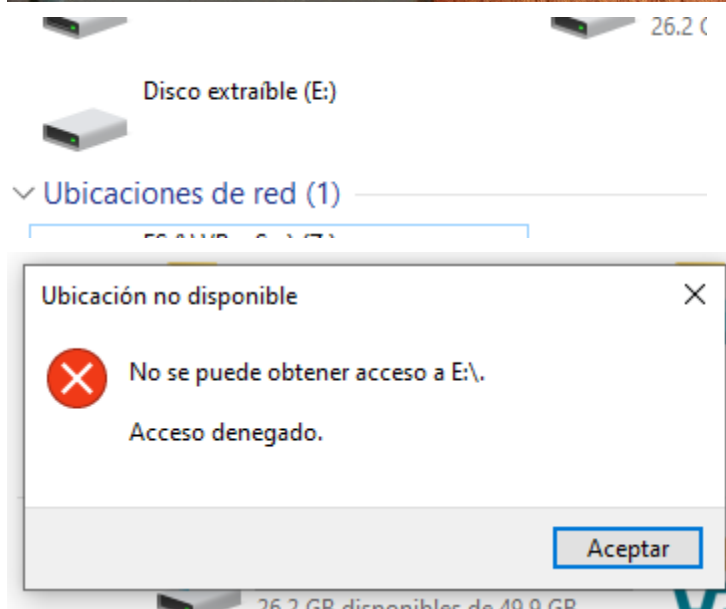 26.2
Disco extraíble (E:)
Ubicaciones de red (1)
Ubicación no disponible
No se puede obtener acceso a E:\.
Acceso denegado.
Aceptar
26.2 GB disponibles de 49.9 GB